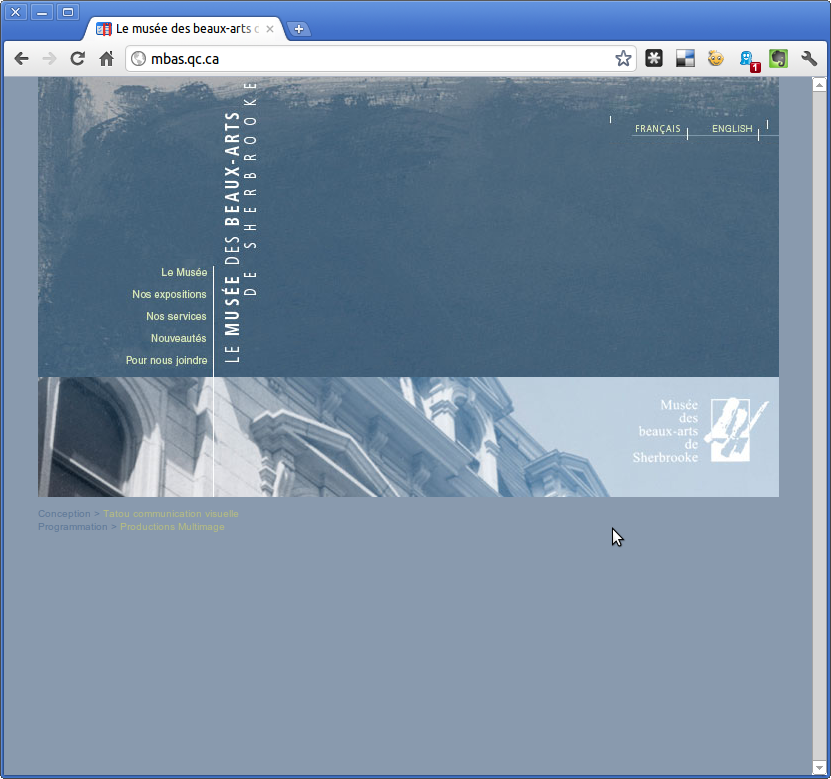 Le musée des beaux-arts c
mbas.qc.ca
1
FRANÇAIS ENGLISH
LE MUSÉE DES BEAUX-ARTS
DE SHERBROOKE
Le Musée
Nos expositions
Nos services
Nouveautés
Pour nous joindre
Musée
des
beaux-arts
de
Sherbrooke
Conception > Tatou communication visuelle
Programmation > Productions Multimage